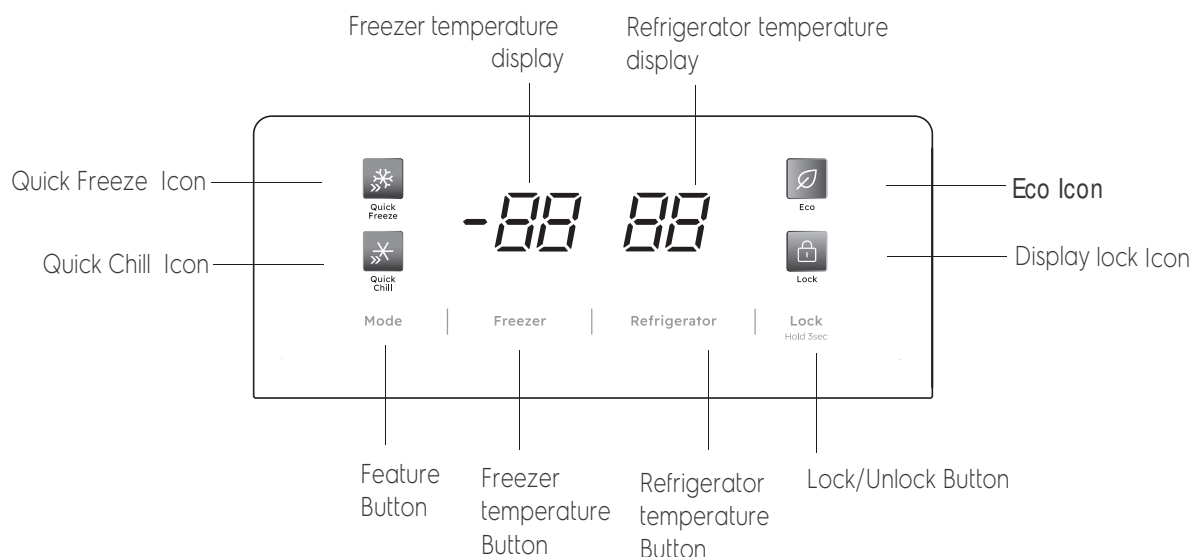 Freezer temperature
display
Refrigerator temperature
display
Quick Freeze Icon
Quick
Freeze
-88
88
Eco
Eco Icon
Quick Chill Icon
Quick
Chill
Lock
Display lock Icon
Mode
Freezer
Refrigerator
Lock
Hold 3sec
Feature
Button
Freezer
temperature
Button
Refrigerator
temperature
Button
Lock/Unlock Button